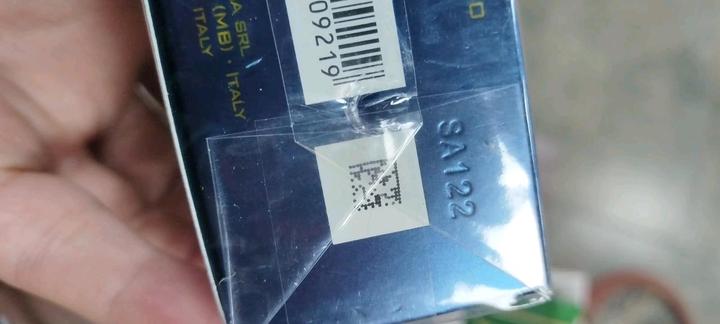 A SRL
(MB) · ITALY
ITALY
09219
O
SA122